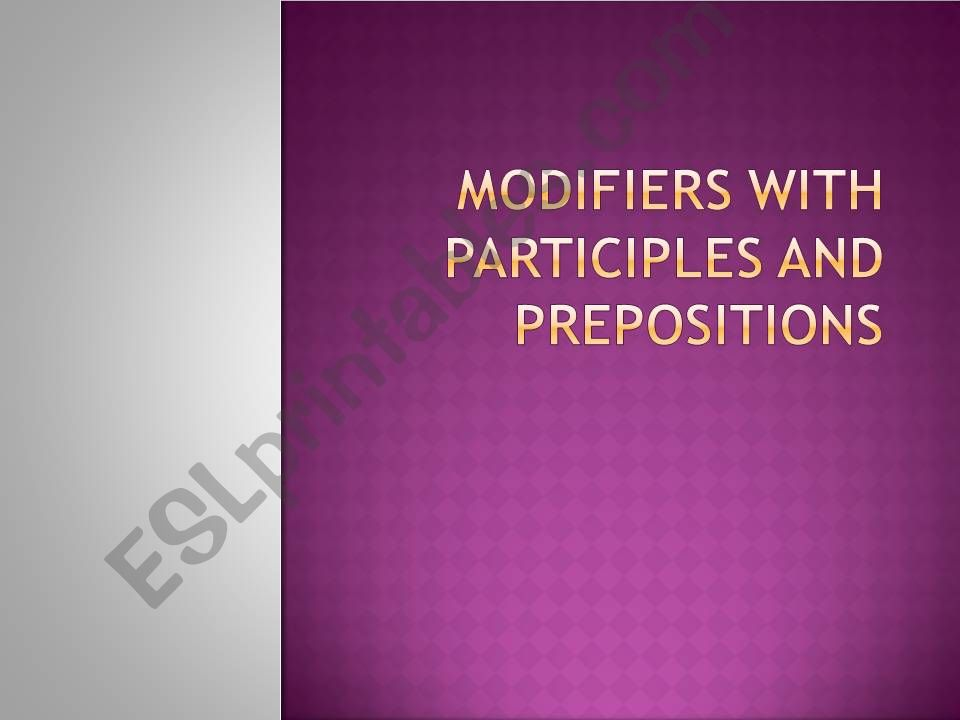 MODIFIERS WITH
PARTICIPLES AND
PREPOSITIONS
ESLprintables.com